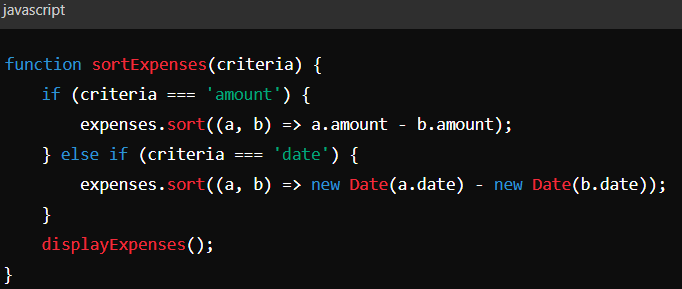 javascript
function sortExpenses(criteria) {
    if (criteria === 'amount') {
        expenses.sort((a, b) => a.amount - b.amount);
    } else if (criteria === 'date') {
        expenses.sort((a, b) => new Date(a.date) - new Date(b.date));
    }
    displayExpenses();
}